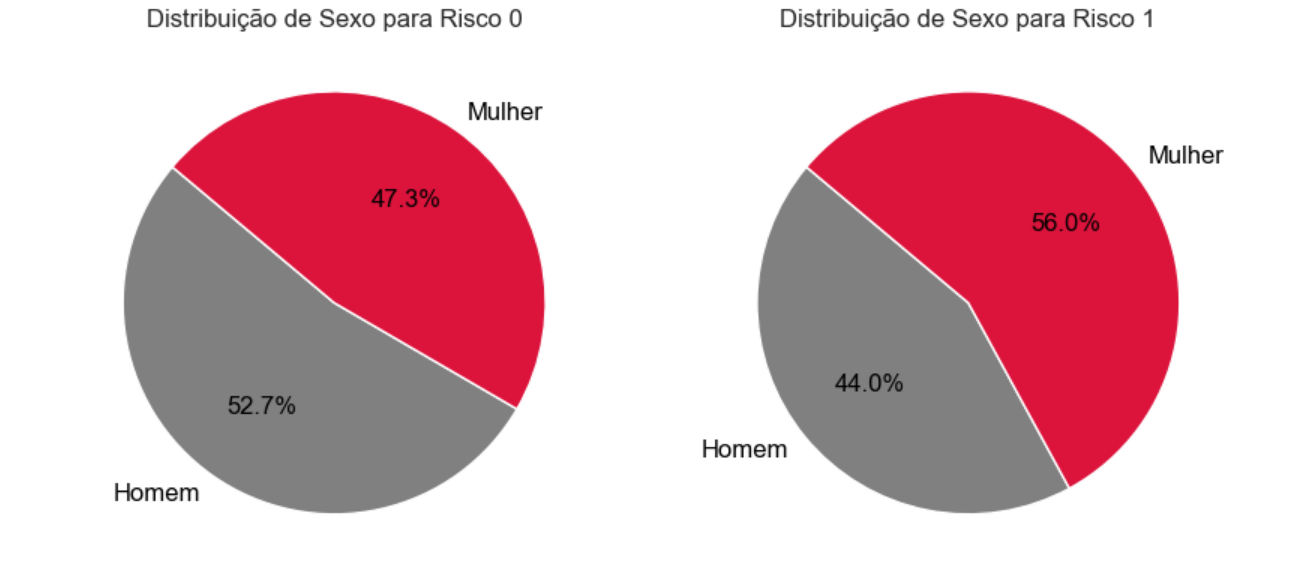 Distribuição de Sexo para Risco 0
Mulher
47.3%
52.7%
Homem
Distribuição de Sexo para Risco 1
Mulher
56.0%
44.0%
Homem